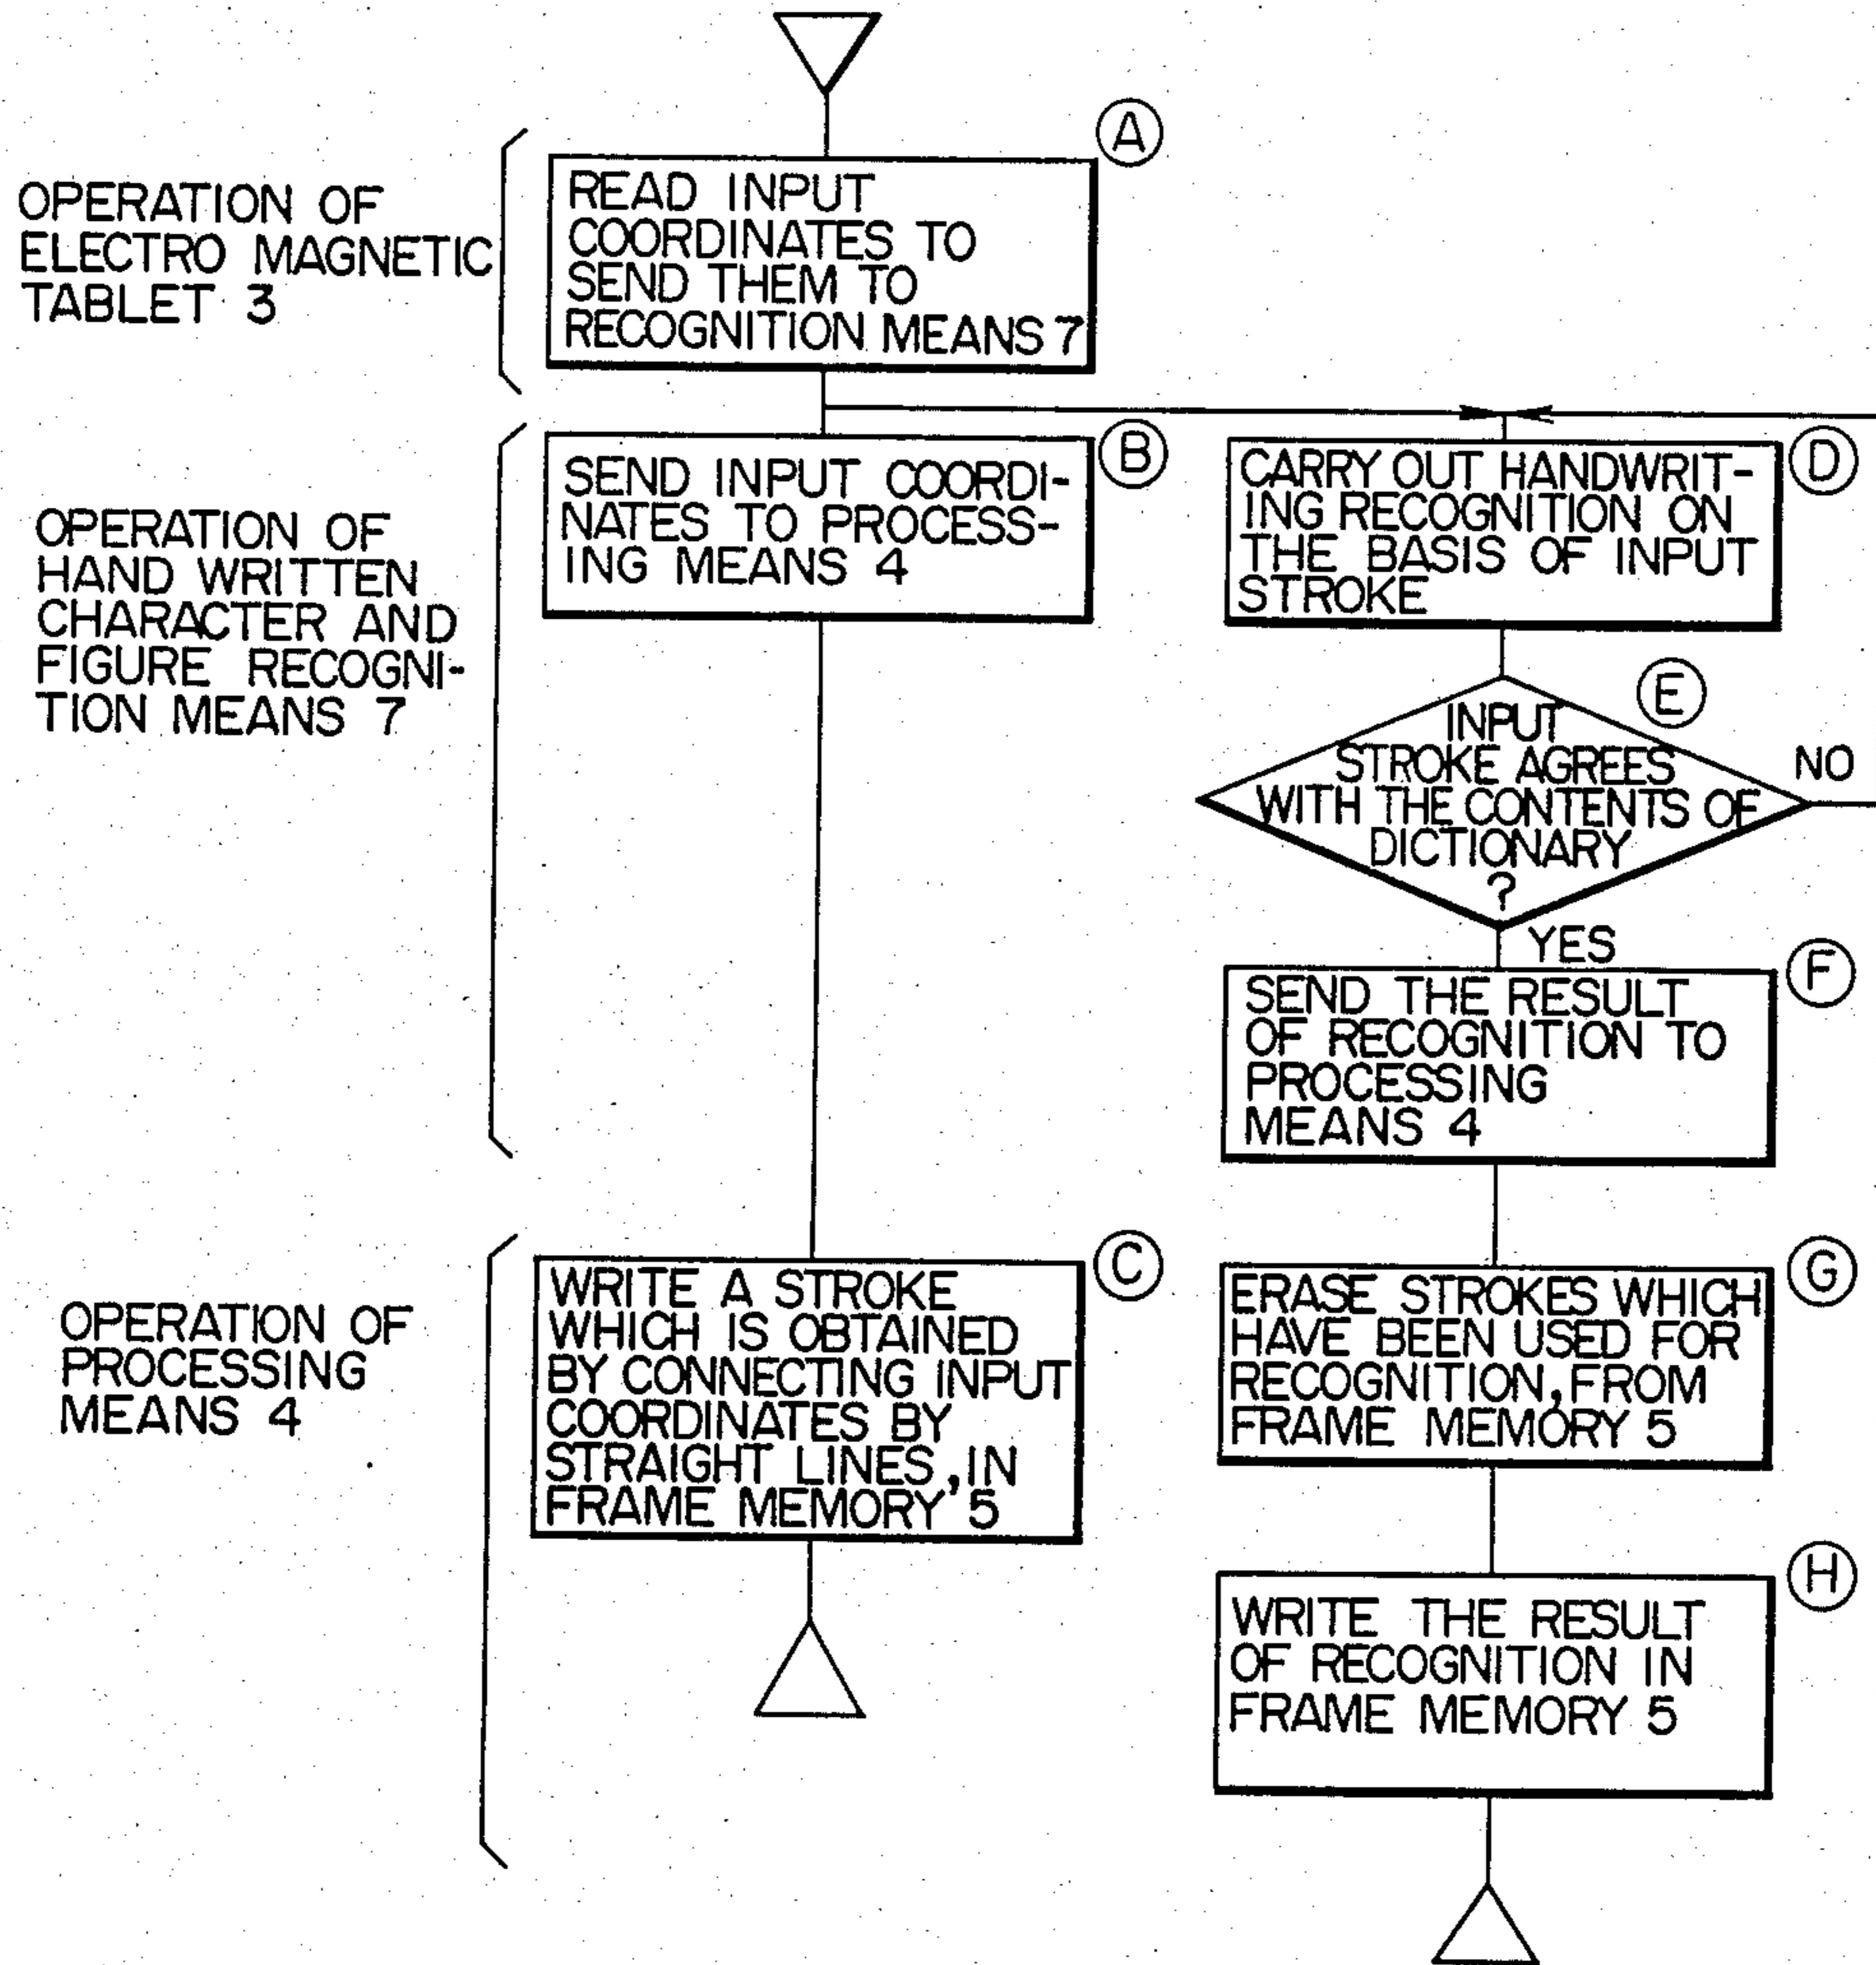 OPERATION OF
ELECTRO MAGNETIC
TABLET 3
A
READ INPUT
COORDINATES TO
SEND THEM TO
RECOGNITION MEANS 7
OPERATION OF
HAND WRITTEN
CHARACTER AND
FIGURE RECOGNI-
TION MEANS 7
B
SEND INPUT COORDI-
NATES TO PROCESS-
ING MEANS 4
D
CARRY OUT HANDWRIT-
ING RECOGNITION ON
THE BASIS OF INPUT
STROKE
E
INPUT
STROKE AGREES
WITH THE CONTENTS OF
DICTIONARY
?
NO
YES
F
SEND THE RESULT
OF RECOGNITION TO
PROCESSING
MEANS 4
OPERATION OF
PROCESSING
MEANS 4
C
WRITE A STROKE
WHICH IS OBTAINED
BY CONNECTING INPUT
COORDINATES BY
STRAIGHT LINES, IN
FRAME MEMORY 5
G
ERASE STROKES WHICH
HAVE BEEN USED FOR
RECOGNITION, FROM
FRAME MEMORY 5
H
WRITE THE RESULT
OF RECOGNITION IN
FRAME MEMORY 5